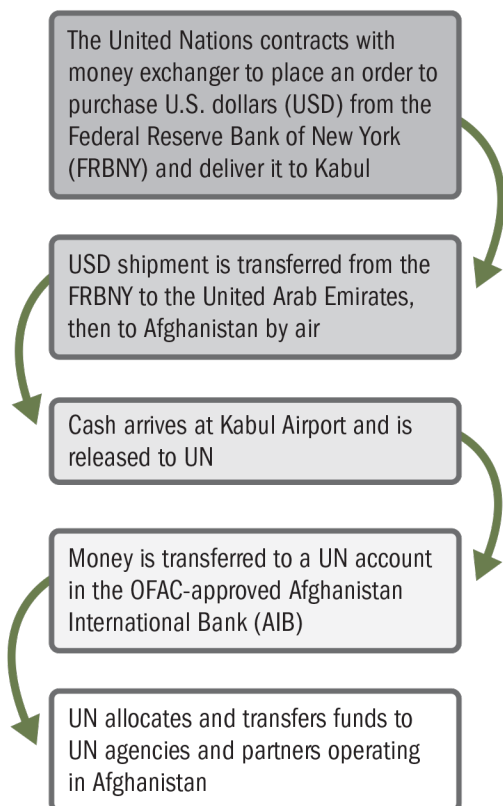 The United Nations contracts with
money exchanger to place an order to
purchase U.S. dollars (USD) from the
Federal Reserve Bank of New York
(FRBNY) and deliver it to Kabul
USD shipment is transferred from the
FRBNY to the United Arab Emirates,
then to Afghanistan by air
Cash arrives at Kabul Airport and is
released to UN
Money is transferred to a UN account
in the OFAC-approved Afghanistan
International Bank (AIB)
UN allocates and transfers funds to
UN agencies and partners operating
in Afghanistan